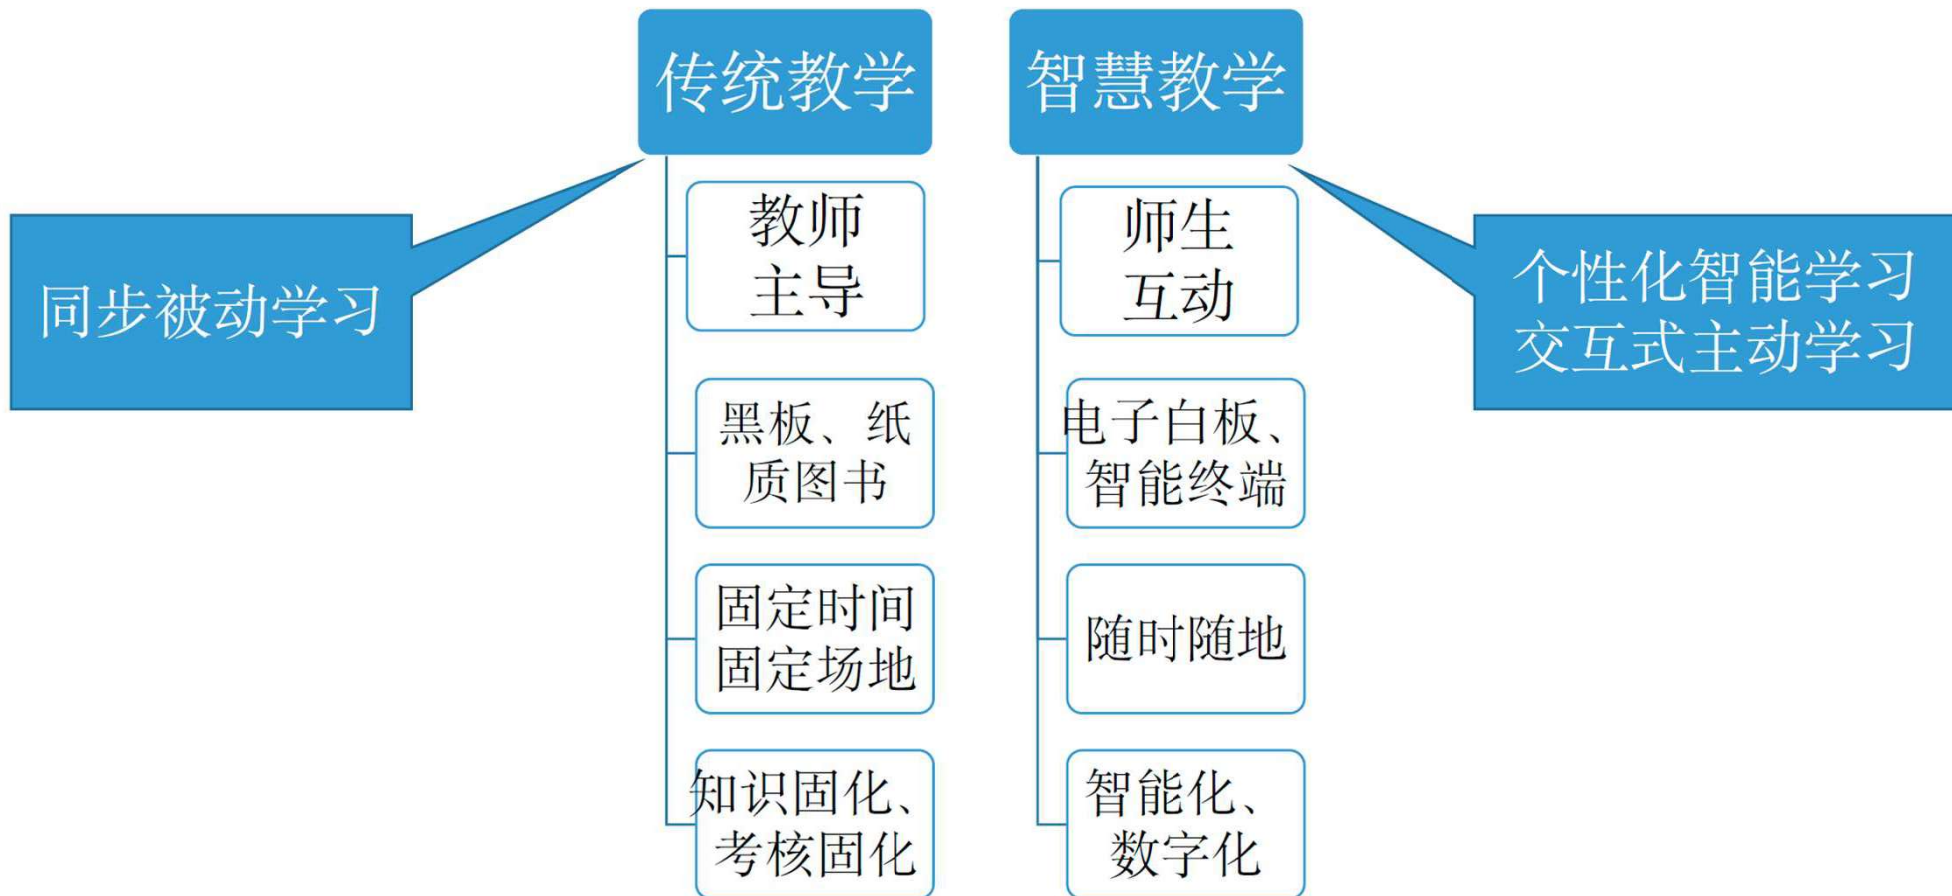 传统教学
智慧教学
同步被动学习
教师
主导
黑板、纸
质图书
固定时间
固定场地
知识固化、
考核固化
师生
互动
电子白板、
智能终端
随时随地
智能化、
数字化
个性化智能学习
交互式主动学习